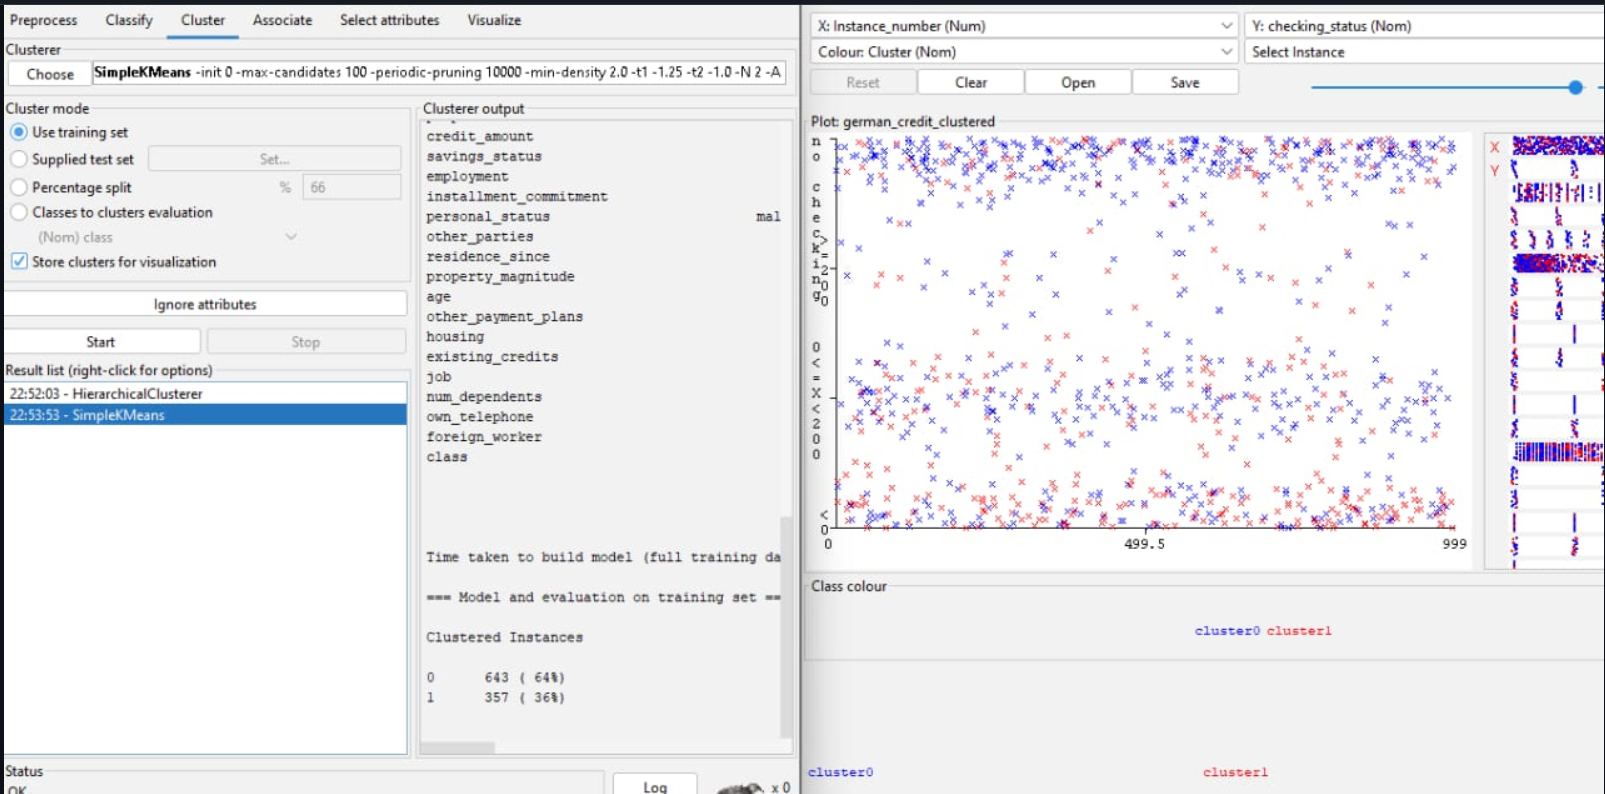 Preprocess Classify Cluster Associate Select attributes Visualize
Clusterer
Choose SimpleKMeans -init 0 -max-candidates 100 -periodic-pruning 10000 -min-density 2.0 -t1 -1.25 -t2 -1.0 -N 2 -A
Cluster mode
Use training set
Supplied test set Set...
Percentage split % 66
Classes to clusters evaluation
(Nom) class
Store clusters for visualization
Ignore attributes
Start Stop
Result list (right-click for options)
22:52:03 - HierarchicalClusterer
22:53:53 - SimpleKMeans
Clusterer output
credit_amount
savings_status
employment
installment_commitment
personal_status mal
other_parties
residence_since
property_magnitude
age
other_payment_plans
housing
existing_credits
job
num_dependents
own_telephone
foreign_worker
class
Time taken to build model (full training da
=== Model and evaluation on training set ==
Clustered Instances
0 643 ( 64%)
1 357 ( 36%)
Status
OK
Log
x 0
X: Instance_number (Num) Y: checking_status (Nom)
Colour: Cluster (Nom) Select Instance
Reset Clear Open Save
Plot: german_credit_clustered
no checking
>=200
0<=X<200
<0
0 499.5 999
X
Y
Class colour
cluster0 cluster1
cluster0 cluster1